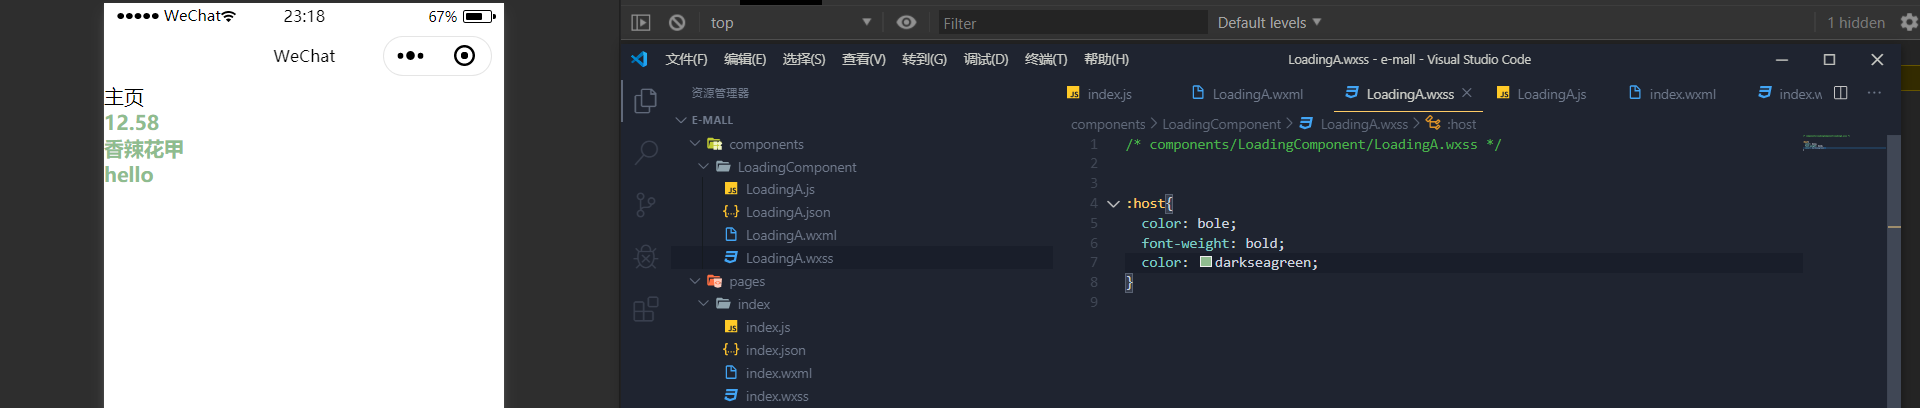 WeChat 23:18 67%
WeChat
主页
12.58
香辣花甲
hello
top Filter Default levels 1 hidden
文件(F) 编辑(E) 选择(S) 查看(V) 转到(G) 调试(D) 终端(T) 帮助(H) LoadingA.wxss - e-mall - Visual Studio Code
资源管理器
E-MALL
components
LoadingComponent
LoadingA.js
LoadingA.json
LoadingA.wxml
LoadingA.wxss
pages
index
index.js
index.json
index.wxml
index.wxss
index.js LoadingA.wxml LoadingA.wxss LoadingA.js index.wxml index.w
components LoadingComponent LoadingA.wxss :host
1 /* components/LoadingComponent/LoadingA.wxss */
2
3
4 :host{
5 color: bole;
6 font-weight: bold;
7 color: darkseagreen;
8 }
9